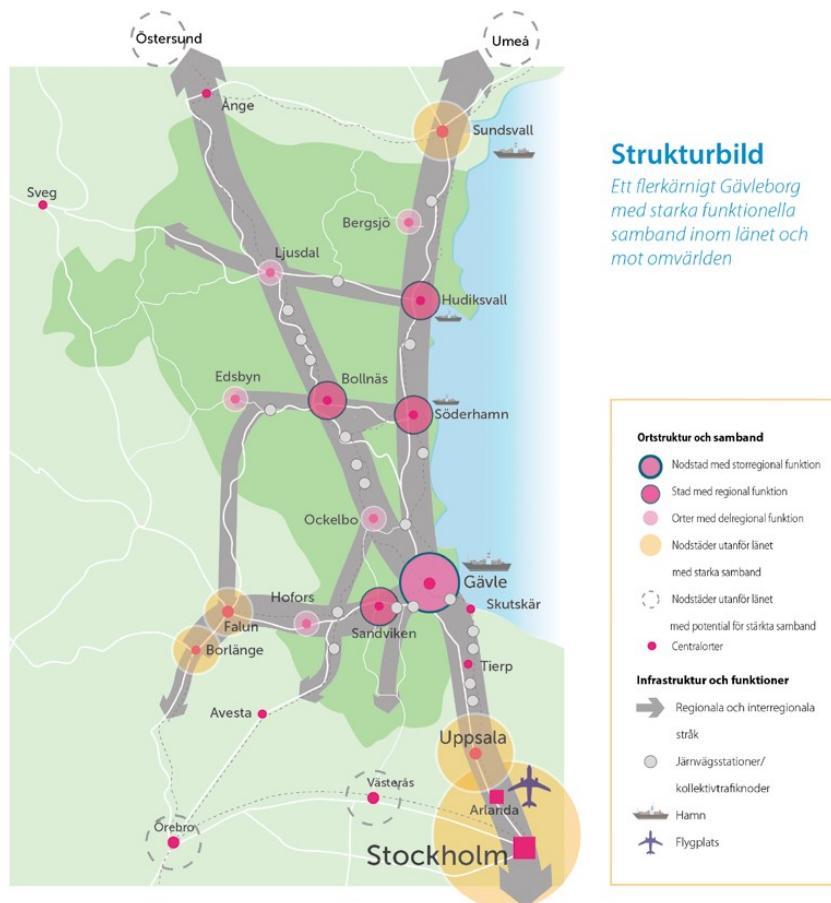 Östersund
Umeå
Ånge
Sundsvall
Sveg
Bergsjö
Ljusdal
Hudiksvall
Edsbyn
Bollnäs
Söderhamn
Ockelbo
Gävle
Hofors
Skutskär
Falun
Sandviken
Borlänge
Tierp
Avesta
Uppsala
Västerås
Arlanda
Örebro
Stockholm
Strukturbild
Ett flerkärnigt Gävleborg
med starka funktionella
samband inom länet och
mot omvärlden
Ortstruktur och samband
Nodstad med storregional funktion
Stad med regional funktion
Orter med delregional funktion
Nodstäder utanför länet
med starka samband
Nodstäder utanför länet
med potential för stärkta samband
Centralorter
Infrastruktur och funktioner
Regionala och interregionala
stråk
Järnvägsstationer/
kollektivtrafiknoder
Hamn
Flygplats